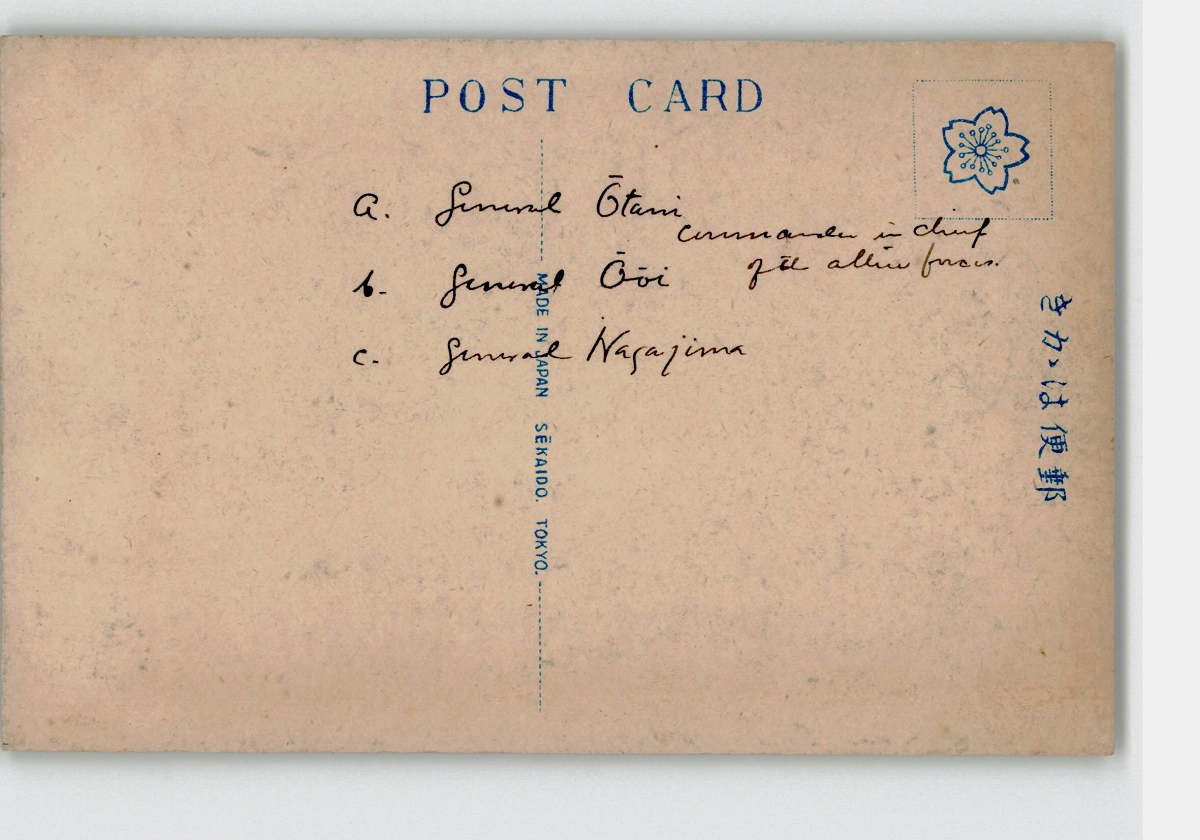 POST CARD
a. General Ōtani
commander in chief
of the allied forces.
b. General Ōōi
c. General Nagajima
MADE IN JAPAN SĒKAIDO. TOKYO.
きかは便郵